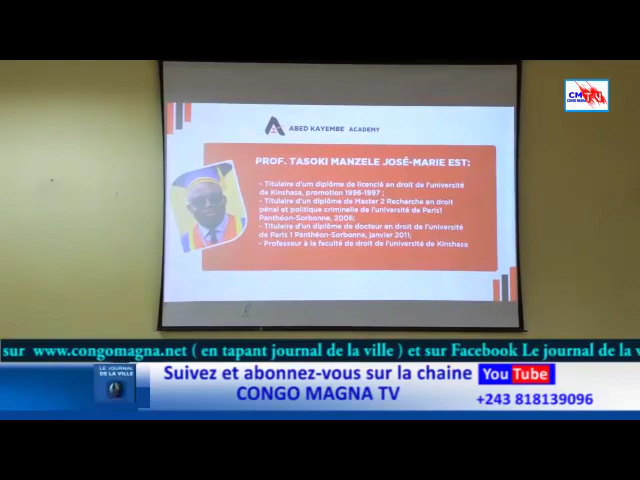 CM TV
CONGO MAGNA
ABED KAYEMBE ACADEMY
PROF. TASOKI MANZELE JOSÉ-MARIE EST:
- Titulaire d'um diplôme de licencié en droit de l'université
de Kinshasa, promotion 1996-1997 ;
- Titulaire d'un diplôme de Master 2 Recherche en droit
pénal et politique criminelle de l'université de Paris1
Panthéon-Sorbonne, 2006;
- Titulaire d'un diplôme de docteur en droit de l'université
de Paris 1 Panthéon-Sorbonne, janvier 2011;
- Professeur à la faculté de droit de l'université de Kinshasa
sur www.congomagna.net ( en tapant journal de la ville ) et sur Facebook Le journal de la v
LE JOURNAL
DE LA VILLE
Suivez et abonnez-vous sur la chaine YouTube
CONGO MAGNA TV
+243 818139096